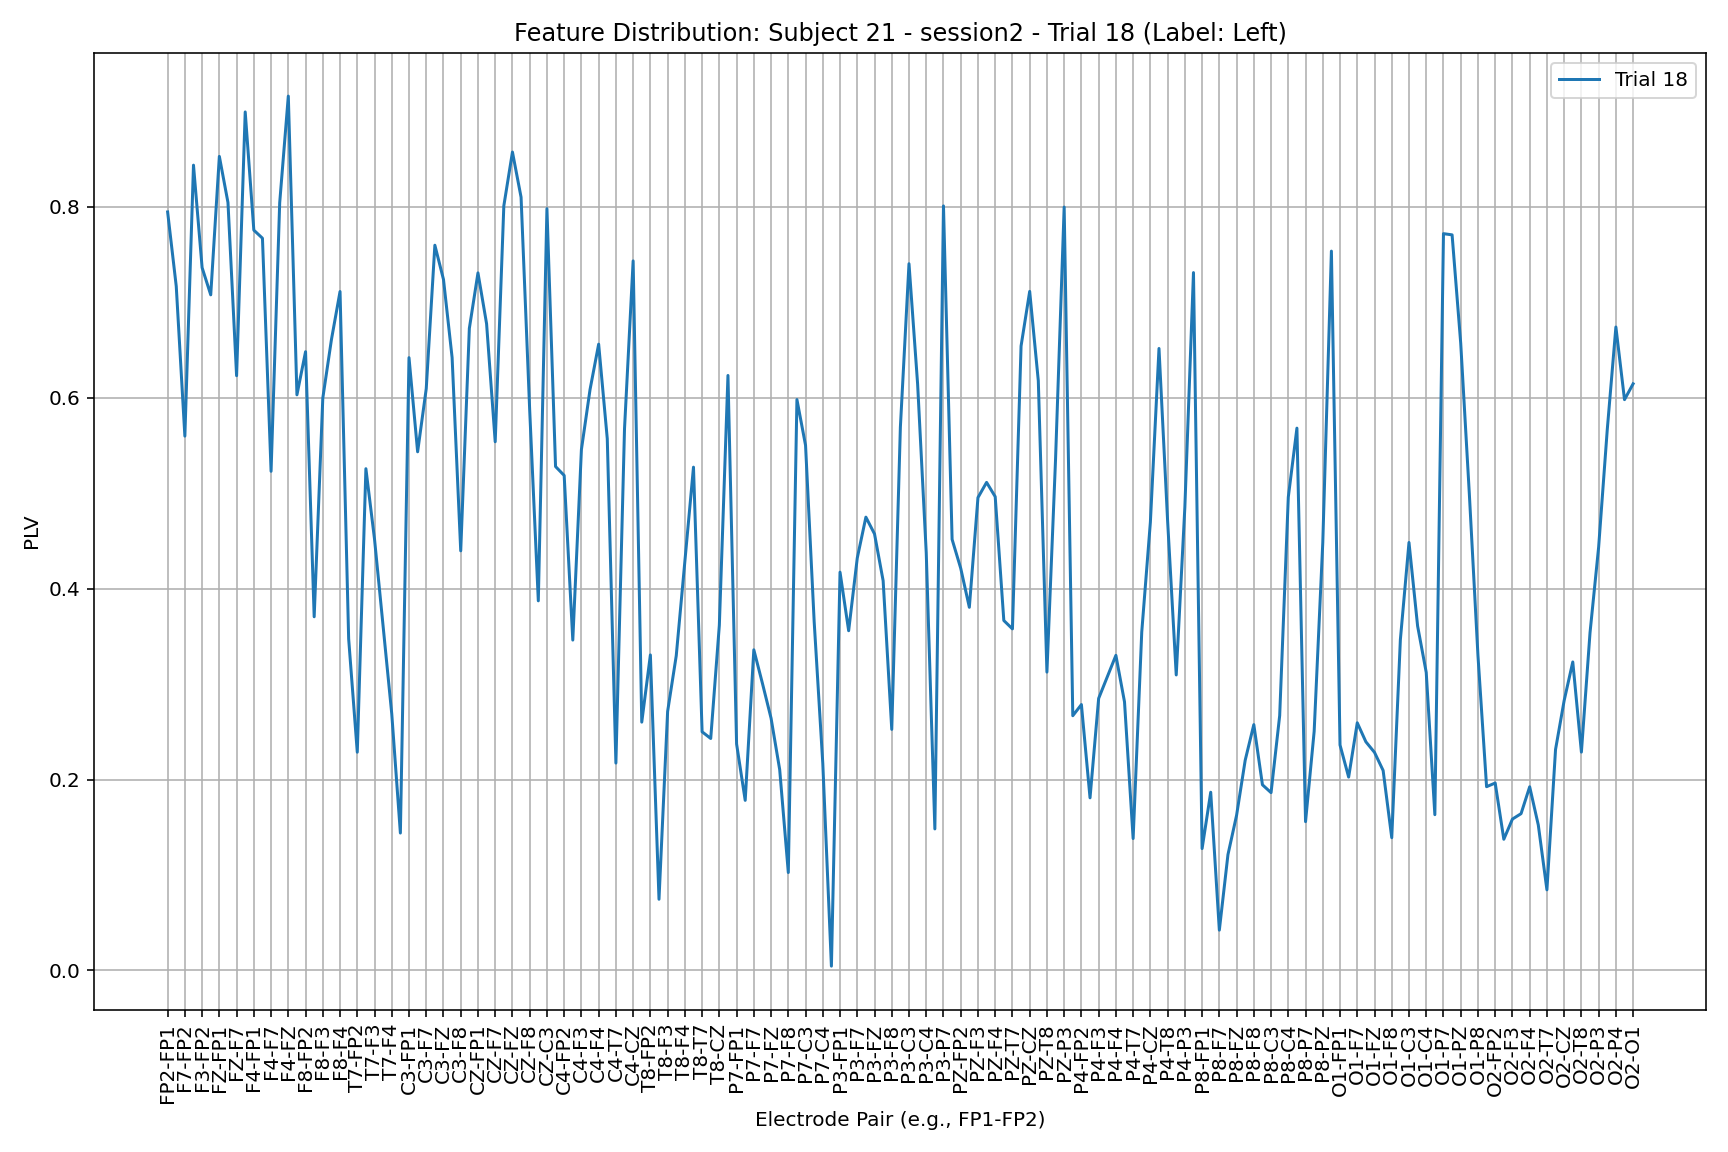 Feature Distribution: Subject 21 - session2 - Trial 18 (Label: Left)
Trial 18
PLV
0.8
0.6
0.4
0.2
0.0
FP2-FP1
F7-FP2
F3-FP2
FZ-FP1
FZ-F7
F4-FP1
F4-F7
F4-FZ
F8-FP2
F8-F3
F8-F4
T7-FP2
T7-F3
T7-F4
C3-FP1
C3-F7
C3-FZ
C3-F8
CZ-FP1
CZ-F7
CZ-FZ
CZ-F8
CZ-C3
C4-FP2
C4-F3
C4-F4
C4-T7
C4-CZ
T8-FP2
T8-F3
T8-F4
T8-T7
T8-CZ
P7-FP1
P7-F7
P7-FZ
P7-F8
P7-C3
P7-C4
P3-FP1
P3-F7
P3-FZ
P3-F8
P3-C3
P3-C4
P3-P7
PZ-FP2
PZ-F3
PZ-F4
PZ-T7
PZ-CZ
PZ-T8
PZ-P3
P4-FP2
P4-F3
P4-F4
P4-T7
P4-CZ
P4-T8
P4-P3
P8-FP1
P8-F7
P8-FZ
P8-F8
P8-C3
P8-C4
P8-P7
P8-PZ
O1-FP1
O1-F7
O1-FZ
O1-F8
O1-C3
O1-C4
O1-P7
O1-PZ
O1-P8
O2-FP2
O2-F3
O2-F4
O2-T7
O2-CZ
O2-T8
O2-P3
O2-P4
O2-O1
Electrode Pair (e.g., FP1-FP2)